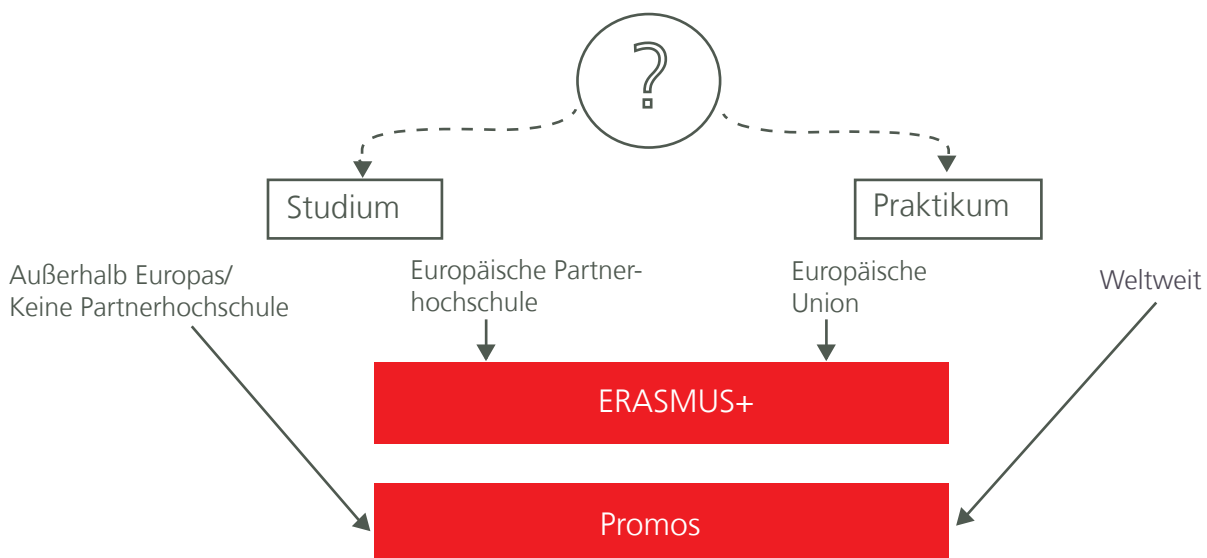 ?
Studium
Praktikum
Außerhalb Europas/
Keine Partnerhochschule
Europäische Partner-
hochschule
Europäische
Union
Weltweit
ERASMUS+
Promos